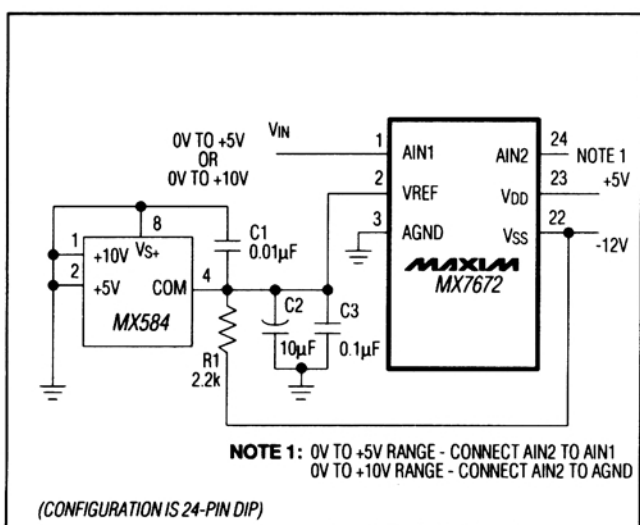 0V TO +5V
OR
0V TO +10V
VIN
1
AIN1
AIN2
24
NOTE 1
2
VREF
VDD
23
+5V
3
AGND
VSS
22
-12V
MAXIM
MX7672
8
VS+
1
+10V
2
+5V
COM
4
MX584
C1
0.01µF
C2
10µF
C3
0.1µF
R1
2.2k
NOTE 1: 0V TO +5V RANGE - CONNECT AIN2 TO AIN1
0V TO +10V RANGE - CONNECT AIN2 TO AGND
(CONFIGURATION IS 24-PIN DIP)